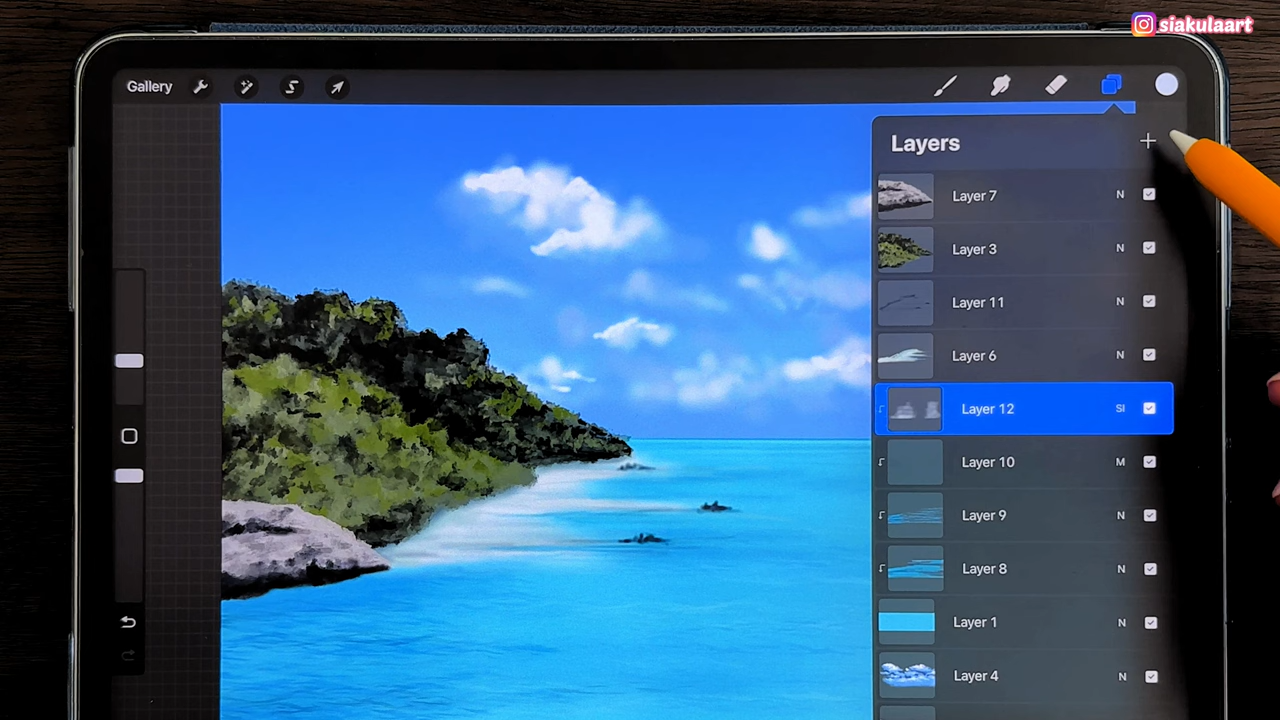 siakulaart
Gallery
Layers
Layer 7 N
Layer 3 N
Layer 11 N
Layer 6 N
Layer 12 SI
Layer 10 M
Layer 9 N
Layer 8 N
Layer 1 N
Layer 4 N